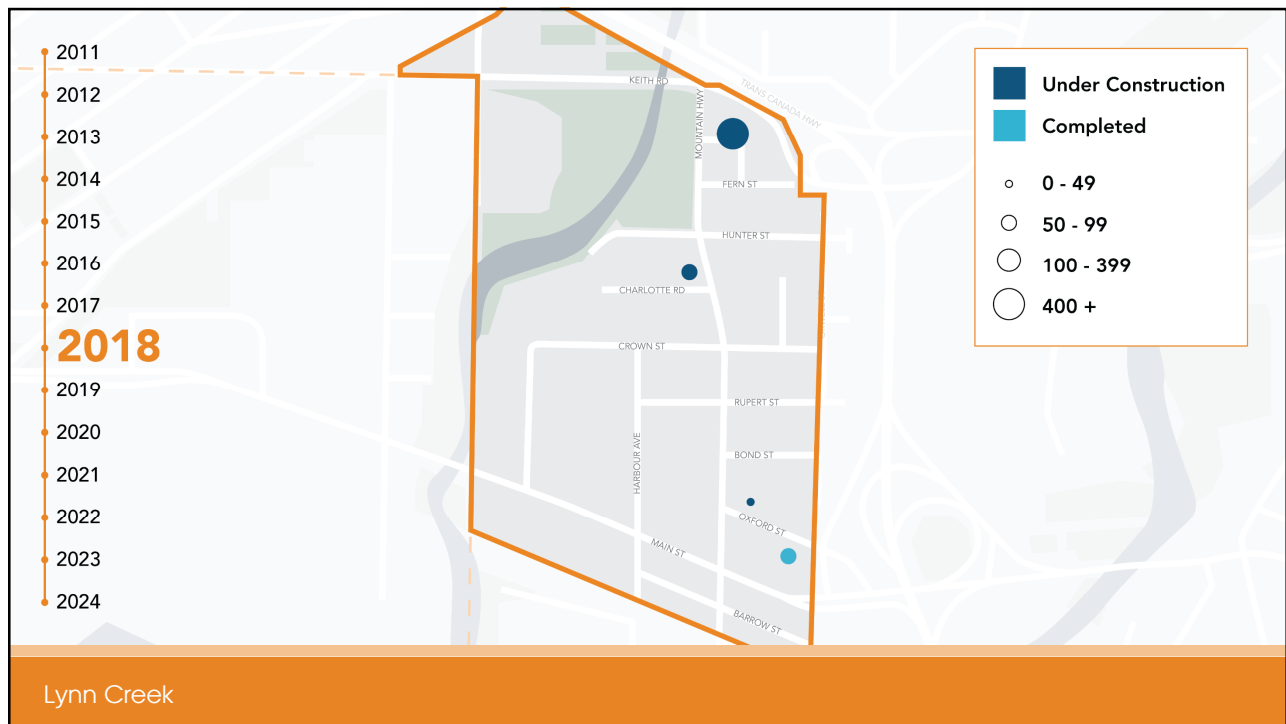 2011
2012
2013
2014
2015
2016
2017
2018
2019
2020
2021
2022
2023
2024
KEITH RD
TRANS CANADA HWY
MOUNTAIN HWY
FERN ST
HUNTER ST
CHARLOTTE RD
CROWN ST
RUPERT ST
HARBOUR AVE
BOND ST
OXFORD ST
MAIN ST
BARROW ST
Under Construction
Completed
0 - 49
50 - 99
100 - 399
400 +
Lynn Creek